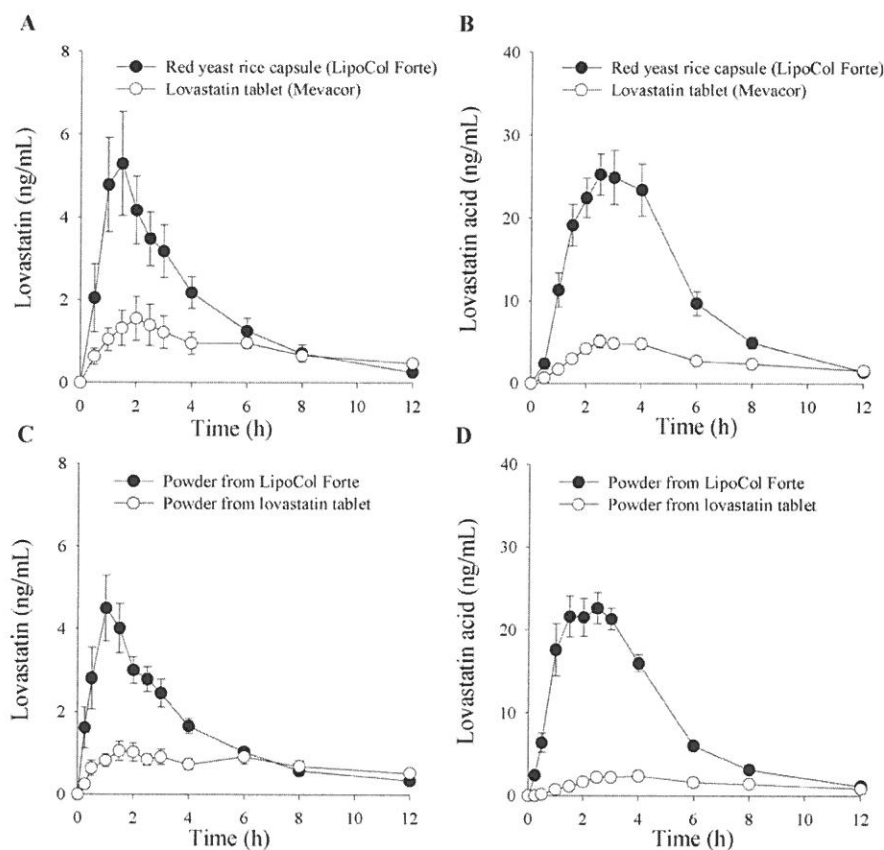 A
Red yeast rice capsule (LipoCol Forte)
Lovastatin tablet (Mevacor)
Lovastatin (ng/mL)
8
6
4
2
0
0 2 4 6 8 10 12
Time (h)
B
Red yeast rice capsule (LipoCol Forte)
Lovastatin tablet (Mevacor)
Lovastatin acid (ng/mL)
40
30
20
10
0
0 2 4 6 8 10 12
Time (h)
C
Powder from LipoCol Forte
Powder from lovastatin tablet
Lovastatin (ng/mL)
8
6
4
2
0
0 2 4 6 8 10 12
Time (h)
D
Powder from LipoCol Forte
Powder from lovastatin tablet
Lovastatin acid (ng/mL)
40
30
20
10
0
0 2 4 6 8 10 12
Time (h)